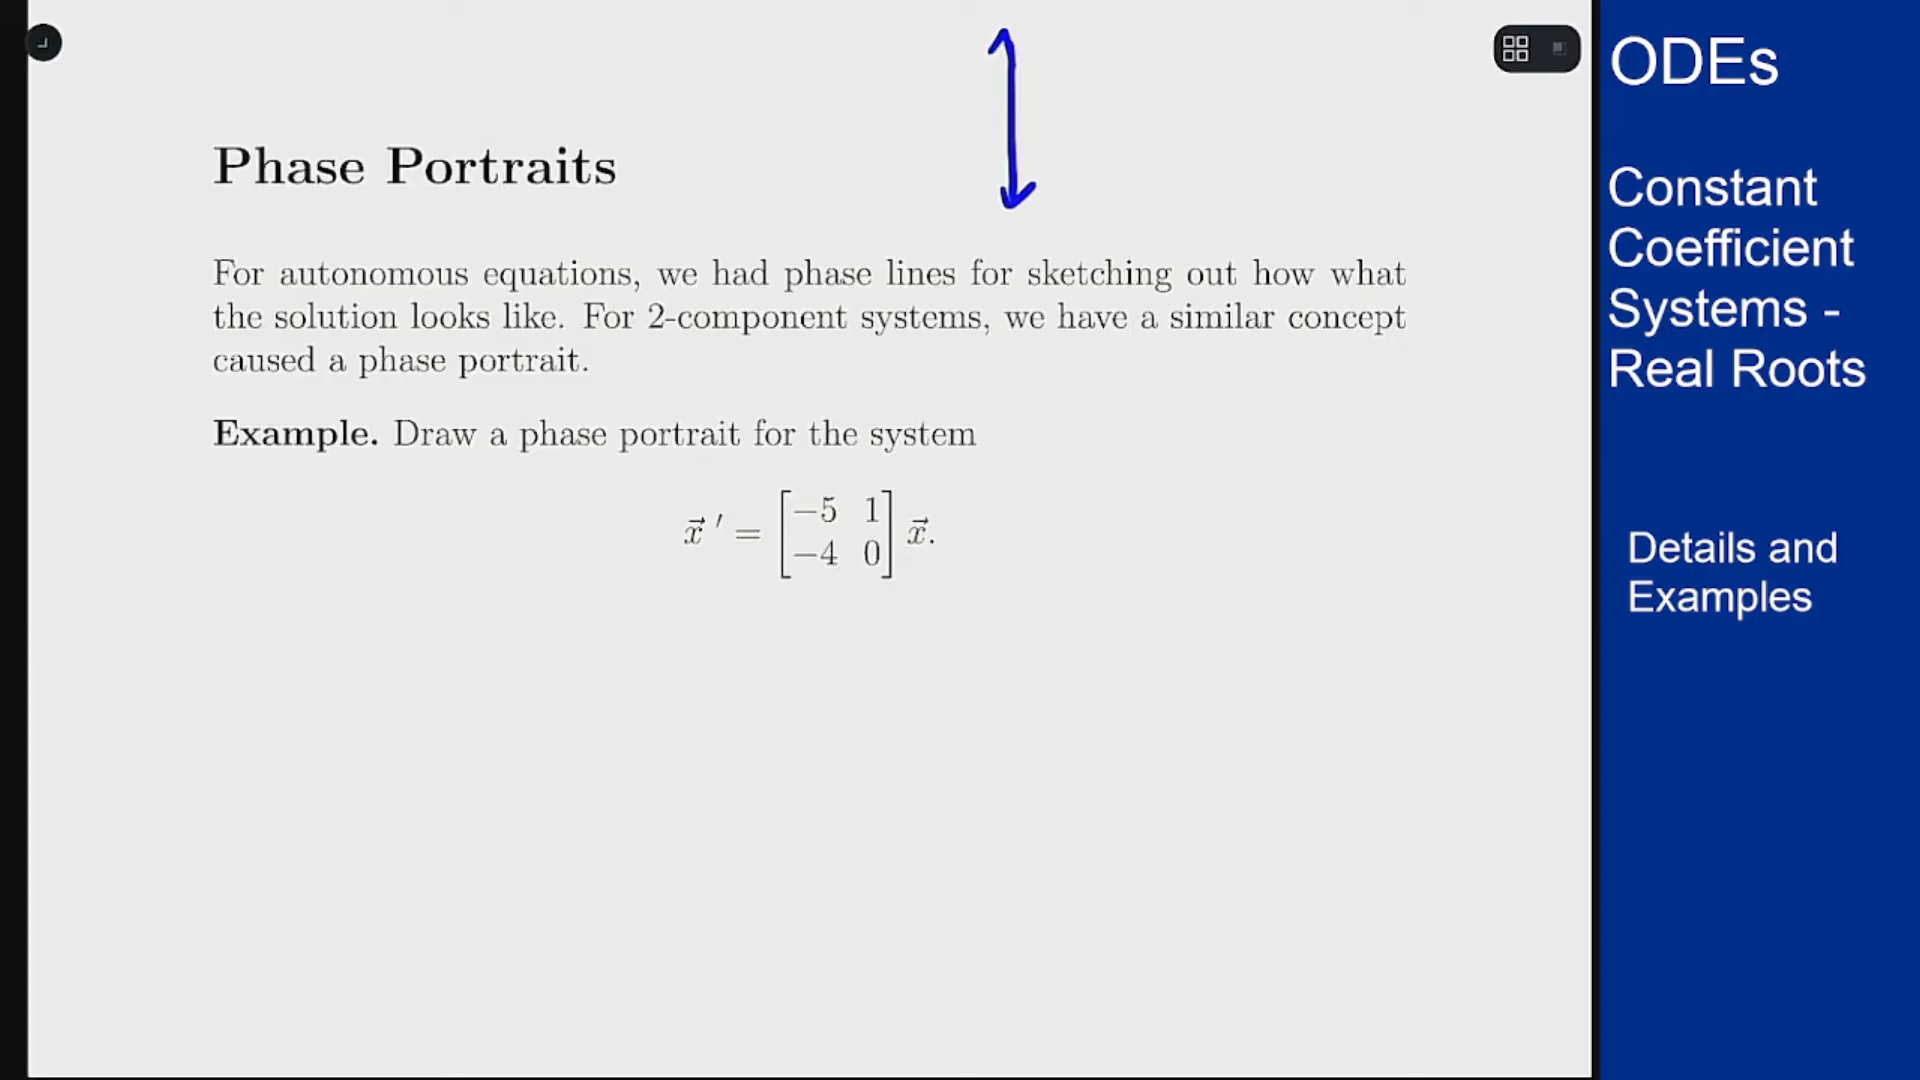 Phase Portraits
For autonomous equations, we had phase lines for sketching out how what
the solution looks like. For 2-component systems, we have a similar concept
caused a phase portrait.
Example. Draw a phase portrait for the system
x⃗ ′ = [−5 1; −4 0] x⃗.
ODEs
Constant
Coefficient
Systems -
Real Roots
Details and
Examples